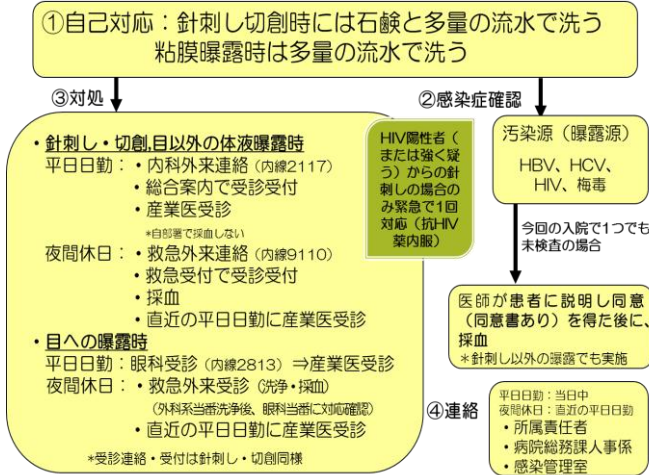 ①自己対応：針刺し切創時には石鹸と多量の流水で洗う
粘膜曝露時は多量の流水で洗う
③対処
・針刺し・切創,目以外の体液曝露時
平日日勤：・内科外来連絡（内線2117）
・総合案内で受診受付
・産業医受診
*自部署で採血しない
夜間休日：・救急外来連絡（内線9110）
・救急受付で受診受付
・採血
・直近の平日日勤に産業医受診
・目への曝露時
平日日勤：眼科受診（内線2813）⇒産業医受診
夜間休日：・救急外来受診（洗浄・採血）
（外科系当番洗浄後、眼科当番に対応確認）
・直近の平日日勤に産業医受診
*受診連絡・受付は針刺し・切創同様
HIV陽性者（
または強く疑
う）からの針
刺しの場合の
み緊急で1回
対応（抗HIV
薬内服）
②感染症確認
汚染源（曝露源）
HBV、HCV、
HIV、梅毒
今回の入院で1つでも
未検査の場合
医師が患者に説明し同意
（同意書あり）を得た後に、
採血
＊針刺し以外の曝露でも実施
④連絡
平日日勤：当日中
夜間休日：直近の平日日勤
・所属責任者
・病院総務課人事係
・感染管理室